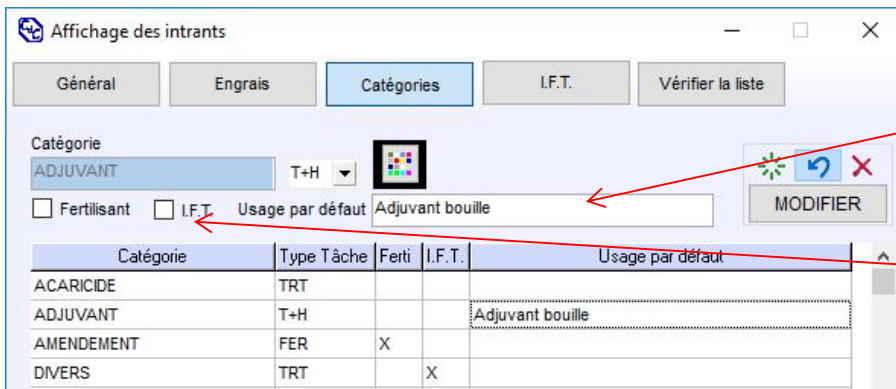 Affichage des intrants
Général Engrais Catégories I.F.T. Vérifier la liste
Catégorie
ADJUVANT T+H
Fertilisant I.F.T. Usage par défaut Adjuvant bouille MODIFIER
Catégorie Type Tâche Ferti I.F.T. Usage par défaut
ACARICIDE TRT
ADJUVANT T+H Adjuvant bouille
AMENDEMENT FER X
DIVERS TRT X